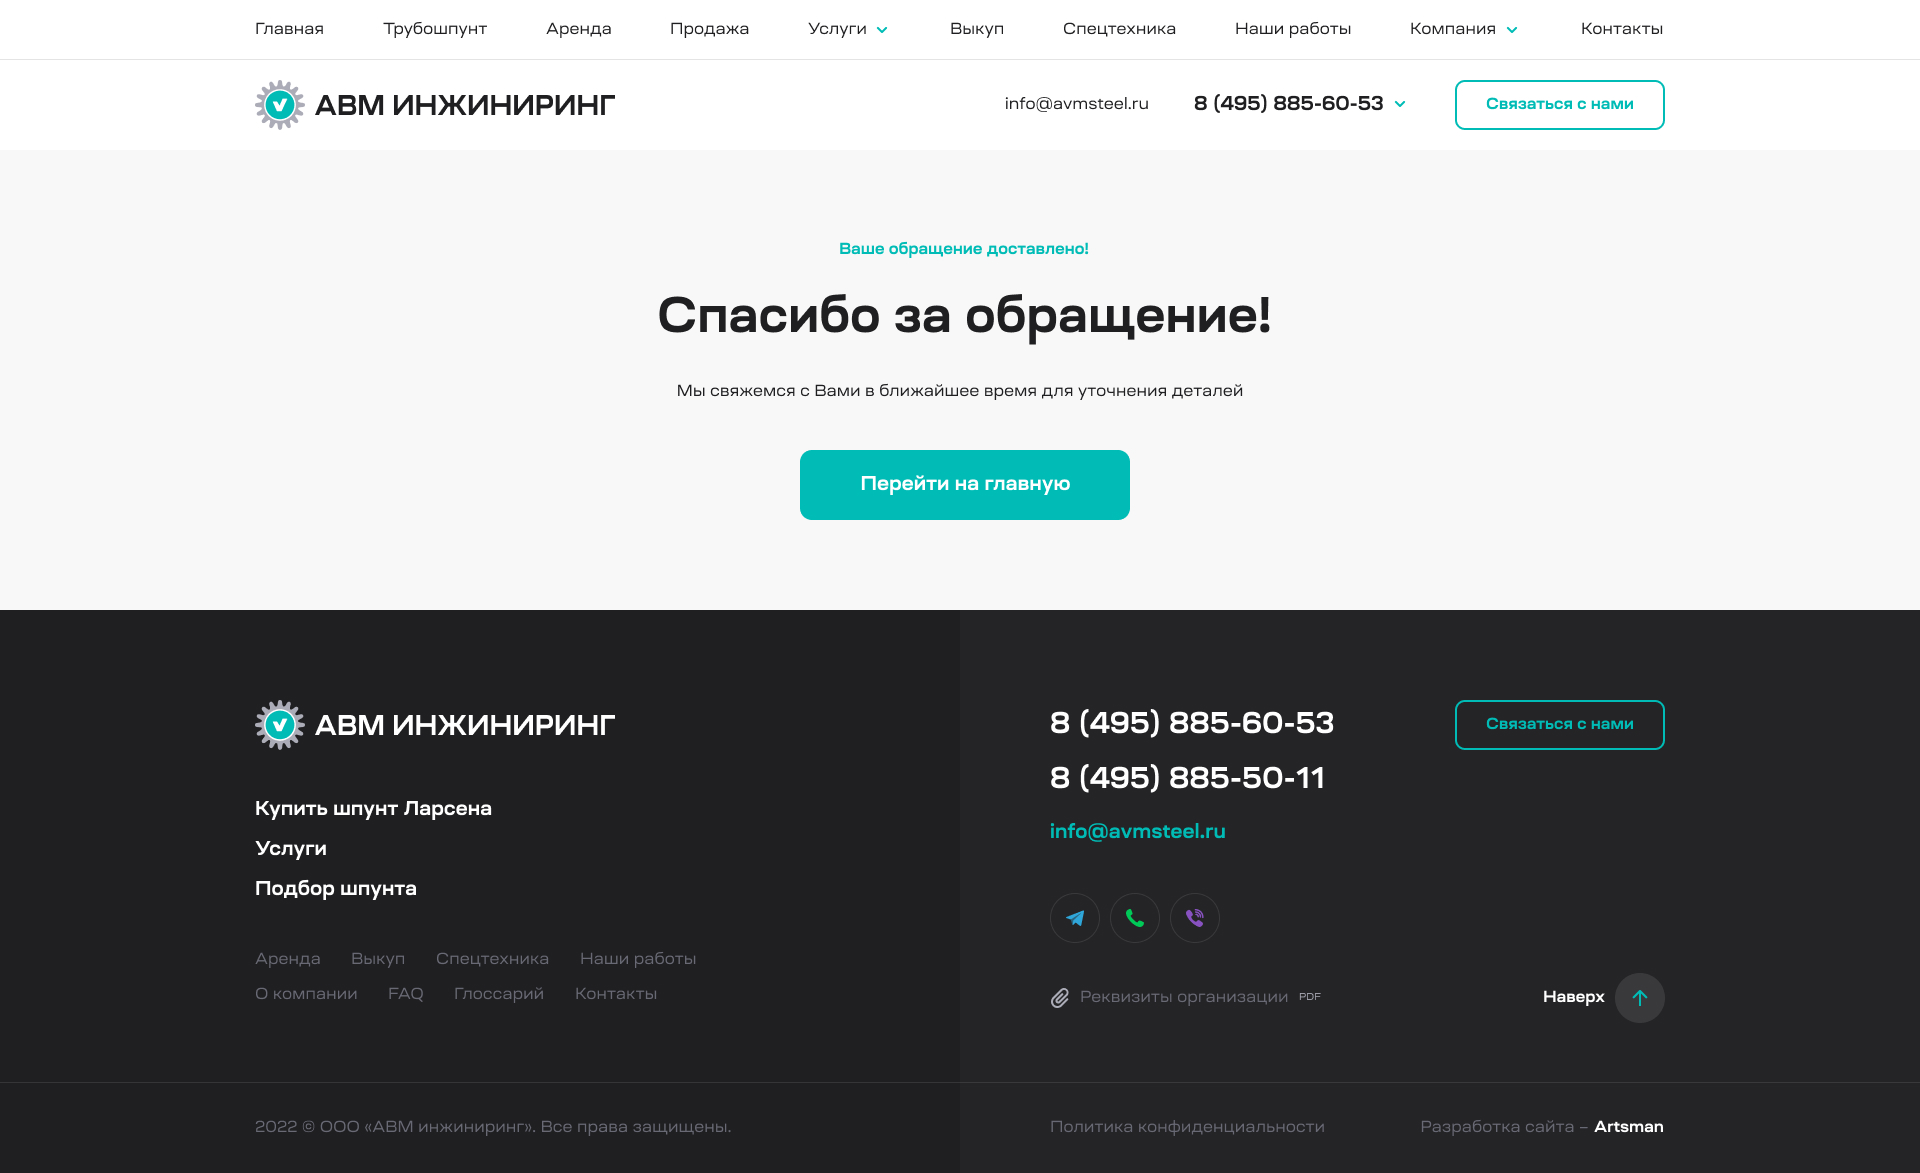 Главная Трубошпунт Аренда Продажа Услуги Выкуп Спецтехника Наши работы Компания Контакты
АВМ ИНЖИНИРИНГ info@avmsteel.ru 8 (495) 885-60-53 Связаться с нами
Ваше обращение доставлено!
Спасибо за обращение!
Мы свяжемся с Вами в ближайшее время для уточнения деталей
Перейти на главную
АВМ ИНЖИНИРИНГ
Купить шпунт Ларсена
Услуги
Подбор шпунта
Аренда Выкуп Спецтехника Наши работы
О компании FAQ Глоссарий Контакты
8 (495) 885-60-53 Связаться с нами
8 (495) 885-50-11
info@avmsteel.ru
Реквизиты организации PDF Наверх
2022 © ООО «АВМ инжиниринг». Все права защищены. Политика конфиденциальности Разработка сайта – Artsman